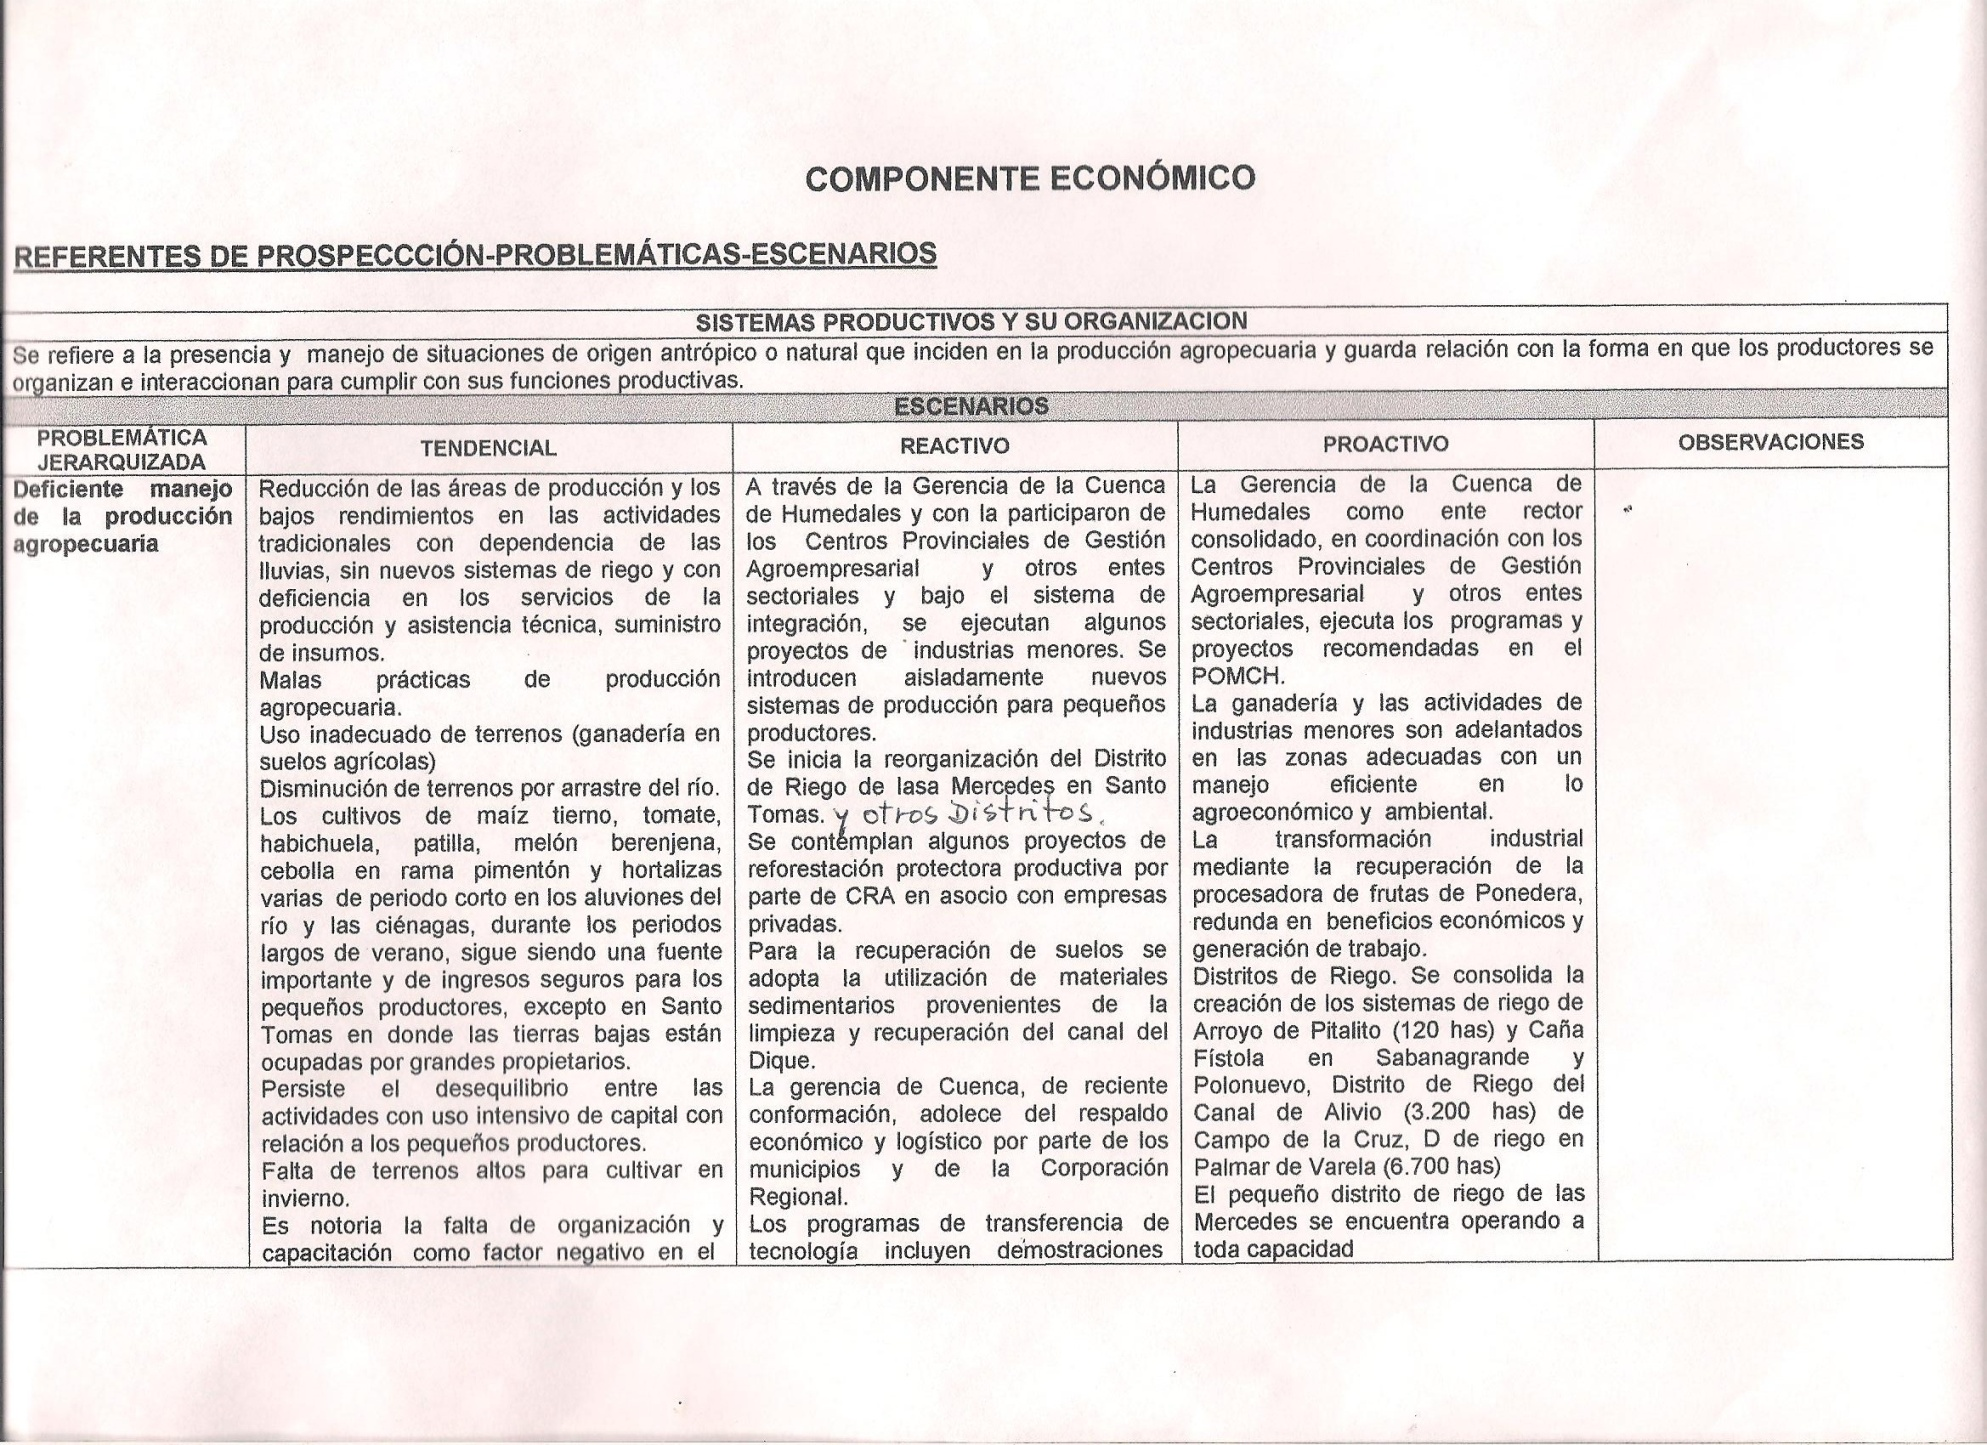 COMPONENTE ECONÓMICO
REFERENTES DE PROSPECCCIÓN-PROBLEMÁTICAS-ESCENARIOS
SISTEMAS PRODUCTIVOS Y SU ORGANIZACION
Se refiere a la presencia y manejo de situaciones de origen antrópico o natural que inciden en la producción agropecuaria y guarda relación con la forma en que los productores se
organizan e interaccionan para cumplir con sus funciones productivas.
ESCENARIOS
PROBLEMÁTICA
JERARQUIZADA
TENDENCIAL
REACTIVO
PROACTIVO
OBSERVACIONES
Deficiente manejo
de la producción
agropecuaria
Reducción de las áreas de producción y los
bajos rendimientos en las actividades
tradicionales con dependencia de las
lluvias, sin nuevos sistemas de riego y con
deficiencia en los servicios de la
producción y asistencia técnica, suministro
de insumos.
Malas prácticas de producción
agropecuaria.
Uso inadecuado de terrenos (ganadería en
suelos agrícolas)
Disminución de terrenos por arrastre del río.
Los cultivos de maíz tierno, tomate,
habichuela, patilla, melón berenjena,
cebolla en rama pimentón y hortalizas
varias de periodo corto en los aluviones del
río y las ciénagas, durante los periodos
largos de verano, sigue siendo una fuente
importante y de ingresos seguros para los
pequeños productores, excepto en Santo
Tomas en donde las tierras bajas están
ocupadas por grandes propietarios.
Persiste el desequilibrio entre las
actividades con uso intensivo de capital con
relación a los pequeños productores.
Falta de terrenos altos para cultivar en
invierno.
Es notoria la falta de organización y
capacitación como factor negativo en el
A través de la Gerencia de la Cuenca
de Humedales y con la participaron de
los Centros Provinciales de Gestión
Agroempresarial y otros entes
sectoriales y bajo el sistema de
integración, se ejecutan algunos
proyectos de industrias menores. Se
introducen aisladamente nuevos
sistemas de producción para pequeños
productores.
Se inicia la reorganización del Distrito
de Riego de lasa Mercedes en Santo
Tomas. y otros Distritos.
Se contemplan algunos proyectos de
reforestación protectora productiva por
parte de CRA en asocio con empresas
privadas.
Para la recuperación de suelos se
adopta la utilización de materiales
sedimentarios provenientes de la
limpieza y recuperación del canal del
Dique.
La gerencia de Cuenca, de reciente
conformación, adolece del respaldo
económico y logístico por parte de los
municipios y de la Corporación
Regional.
Los programas de transferencia de
tecnología incluyen demostraciones
La Gerencia de la Cuenca de
Humedales como ente rector
consolidado, en coordinación con los
Centros Provinciales de Gestión
Agroempresarial y otros entes
sectoriales, ejecuta los programas y
proyectos recomendadas en el
POMCH.
La ganadería y las actividades de
industrias menores son adelantados
en las zonas adecuadas con un
manejo eficiente en lo
agroeconómico y ambiental.
La transformación industrial
mediante la recuperación de la
procesadora de frutas de Ponedera,
redunda en beneficios económicos y
generación de trabajo.
Distritos de Riego. Se consolida la
creación de los sistemas de riego de
Arroyo de Pitalito (120 has) y Caña
Fístola en Sabanagrande y
Polonuevo, Distrito de Riego del
Canal de Alivio (3.200 has) de
Campo de la Cruz, D de riego en
Palmar de Varela (6.700 has)
El pequeño distrito de riego de las
Mercedes se encuentra operando a
toda capacidad